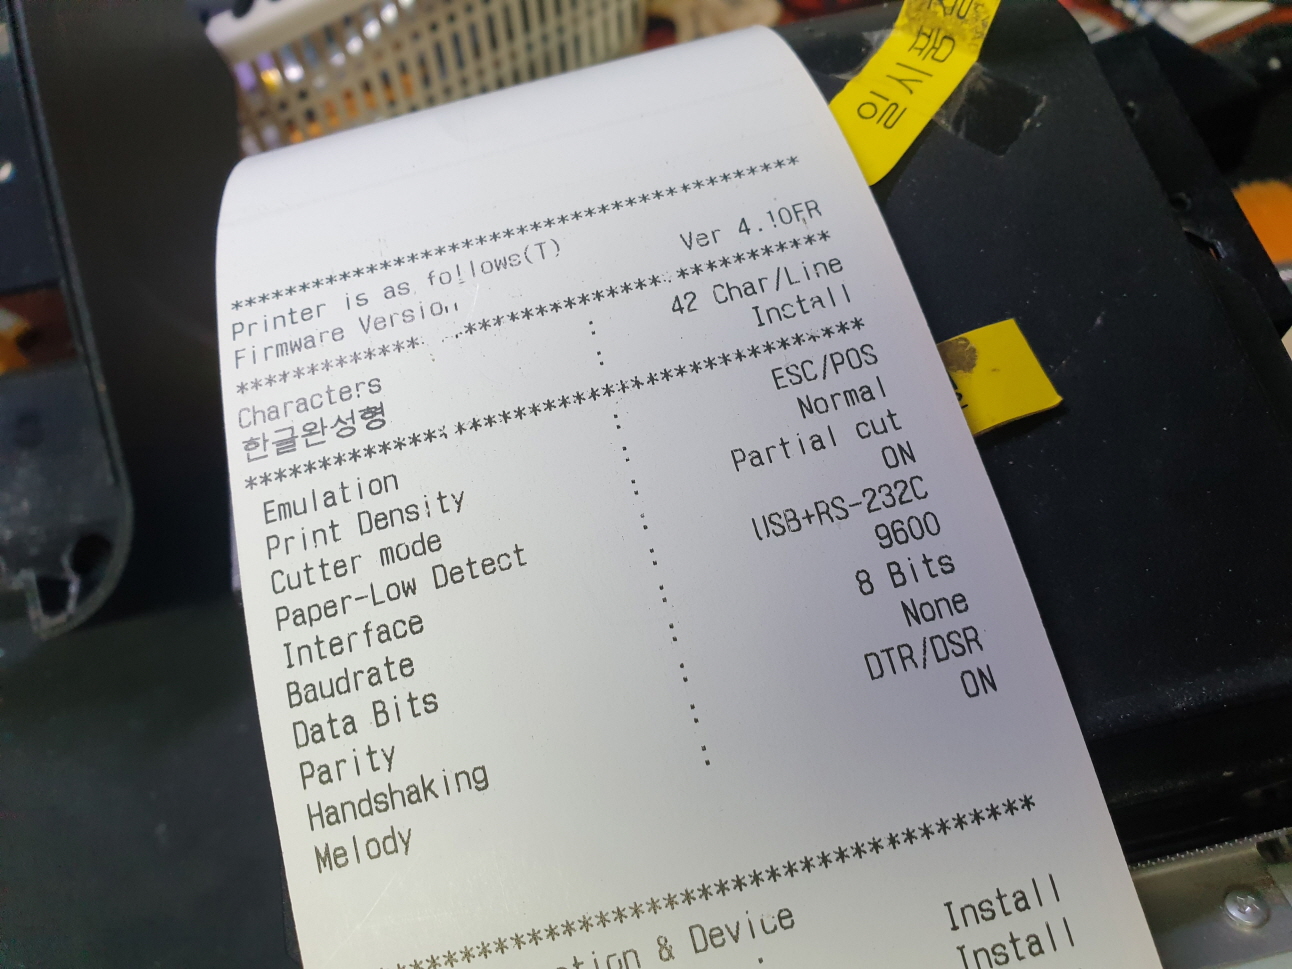 ******************************************
Printer is as follows(T)
Firmware Version Ver 4.10FR
******************************************
Characters : 42 Char/Line
한글완성형 : Install
******************************************
Emulation : ESC/POS
Print Density : Normal
Cutter mode : Partial cut
Paper-Low Detect : ON
Interface : USB+RS-232C
Baudrate : 9600
Data Bits : 8 Bits
Parity : None
Handshaking : DTR/DSR
Melody : ON
******************************************
& Device Install
: Install